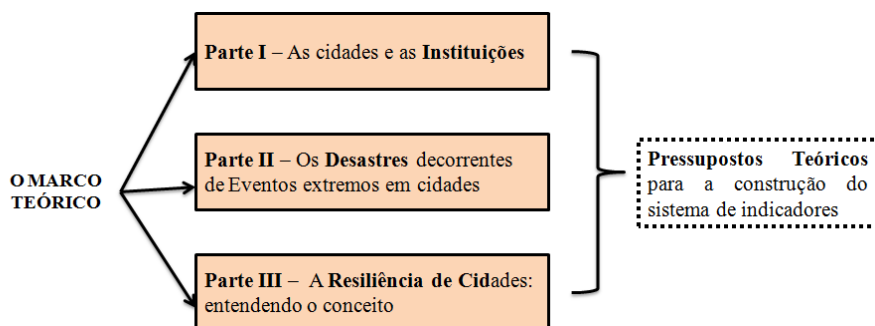 O MARCO
TEÓRICO
Parte I – As cidades e as Instituições
Parte II – Os Desastres decorrentes
de Eventos extremos em cidades
Parte III – A Resiliência de Cidades:
entendendo o conceito
Pressupostos Teóricos
para a construção do
sistema de indicadores